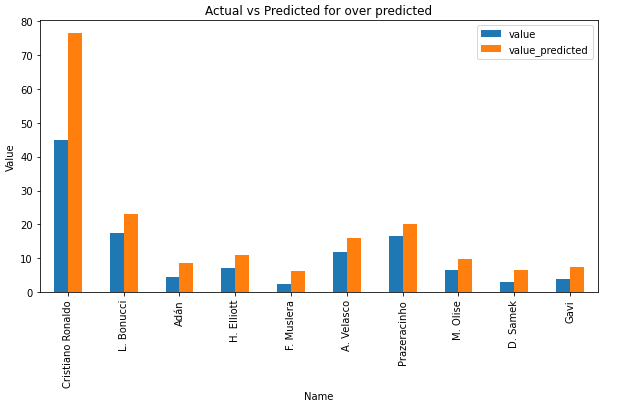 Actual vs Predicted for over predicted
value
value_predicted
80
70
60
50
40
30
20
10
0
Value
Cristiano Ronaldo
L. Bonucci
Adán
H. Elliott
F. Muslera
A. Velasco
Prazeracinho
M. Olise
D. Samek
Gavi
Name